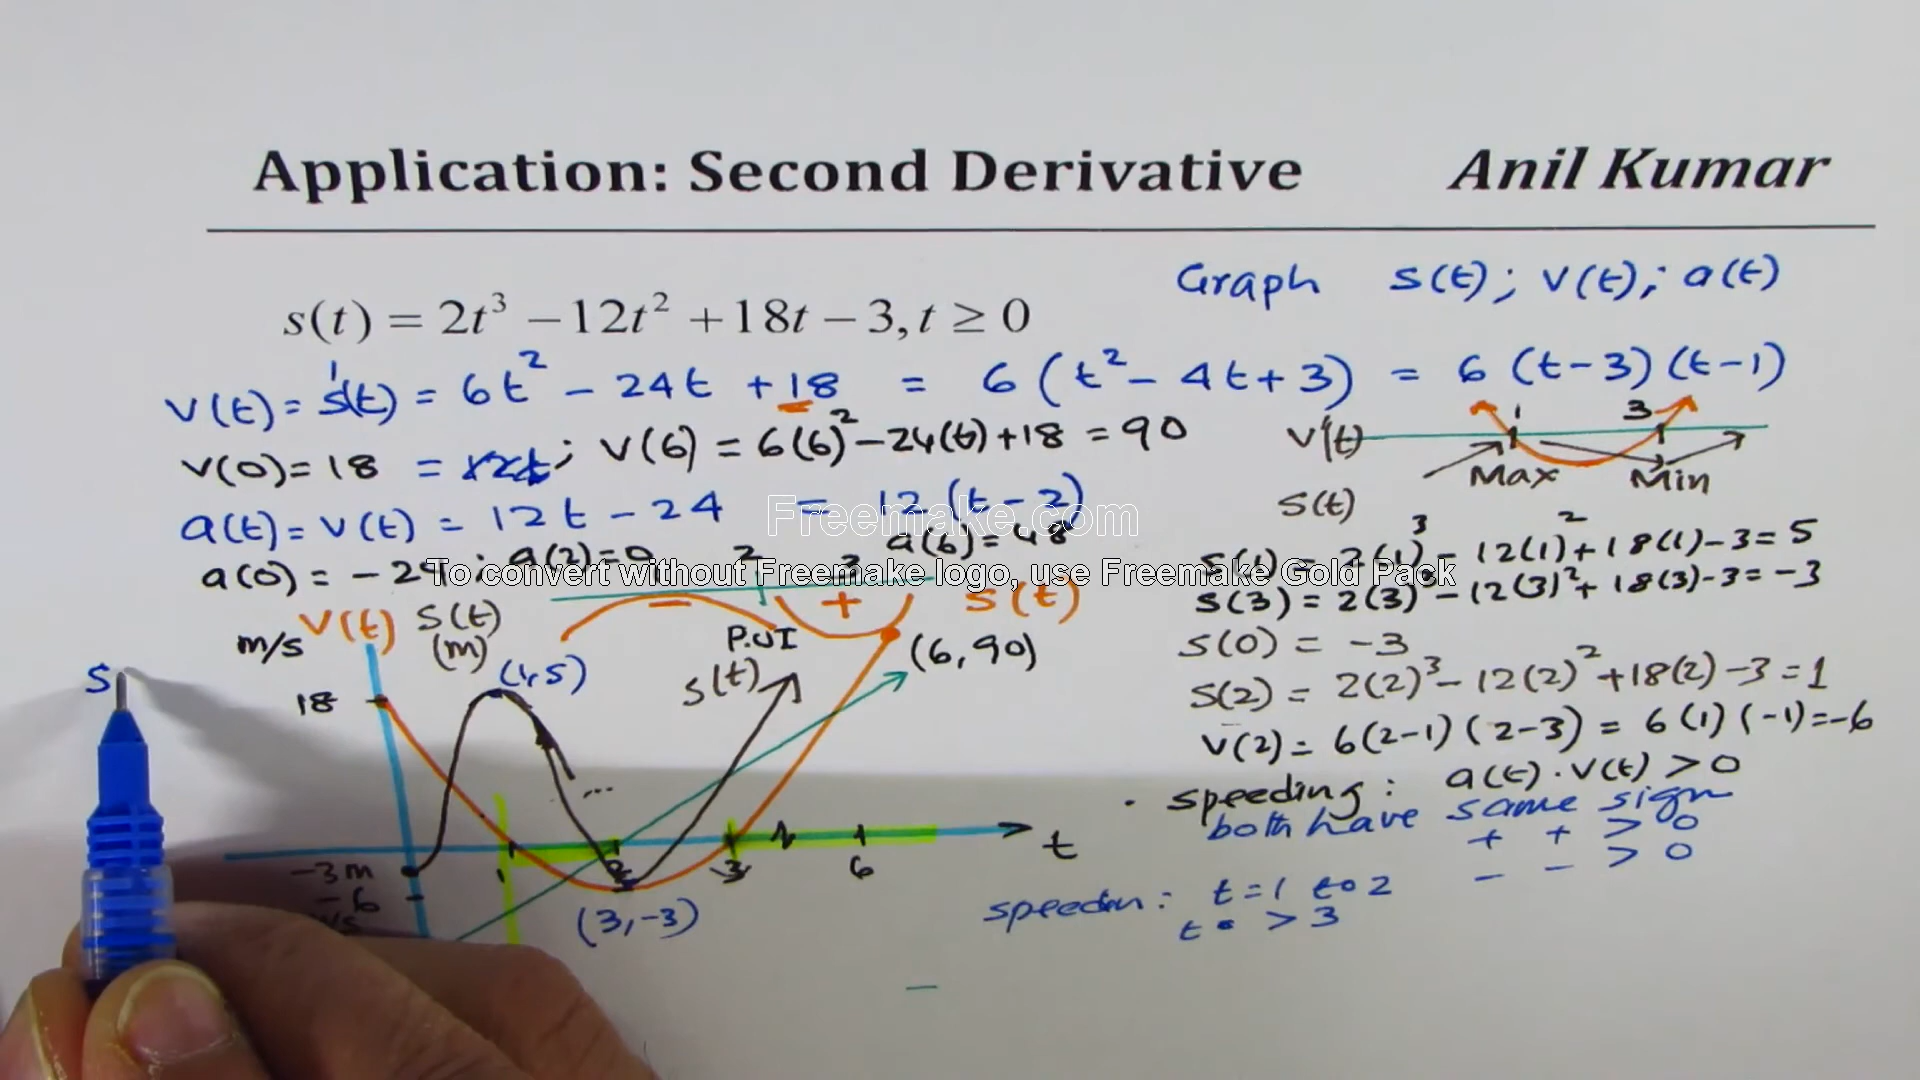 Application: Second Derivative Anil Kumar
Graph s(t); v(t); a(t)
s(t) = 2t³ − 12t² + 18t − 3, t ≥ 0
v(t) = s'(t) = 6t² − 24t + 18 = 6(t² − 4t + 3) = 6(t−3)(t−1)
v(0) = 18 = ; v(6) = 6(6)² − 24(6) + 18 = 90
v'(t) 1 3
Max Min
s(t)
a(t) = v(t) = 12t − 24 = 12(t − 2)
Freemake.com
a(0) = −24 ; a(2) = 0 2 3 a(6) = 48
To convert without Freemake logo, use Freemake Gold Pack
s(1) = 2(1)³ − 12(1)² + 18(1) − 3 = 5
s(3) = 2(3)³ − 12(3)² + 18(3) − 3 = −3
s(0) = −3
s(2) = 2(2)³ − 12(2)² + 18(2) − 3 = 1
v(2) = 6(2−1)(2−3) = 6(1)(−1) = −6
− + s(t)
v(t) s(t)
m/s (m)
P.O.I
(6, 90)
(1,5)
s(t)
S
18
t
1 2 3 6
−3 m
−6
(3, −3)
· speeding: a(t) · v(t) > 0
both have same sign
+ + > 0
− − > 0
t = 1 to 2
t > 3